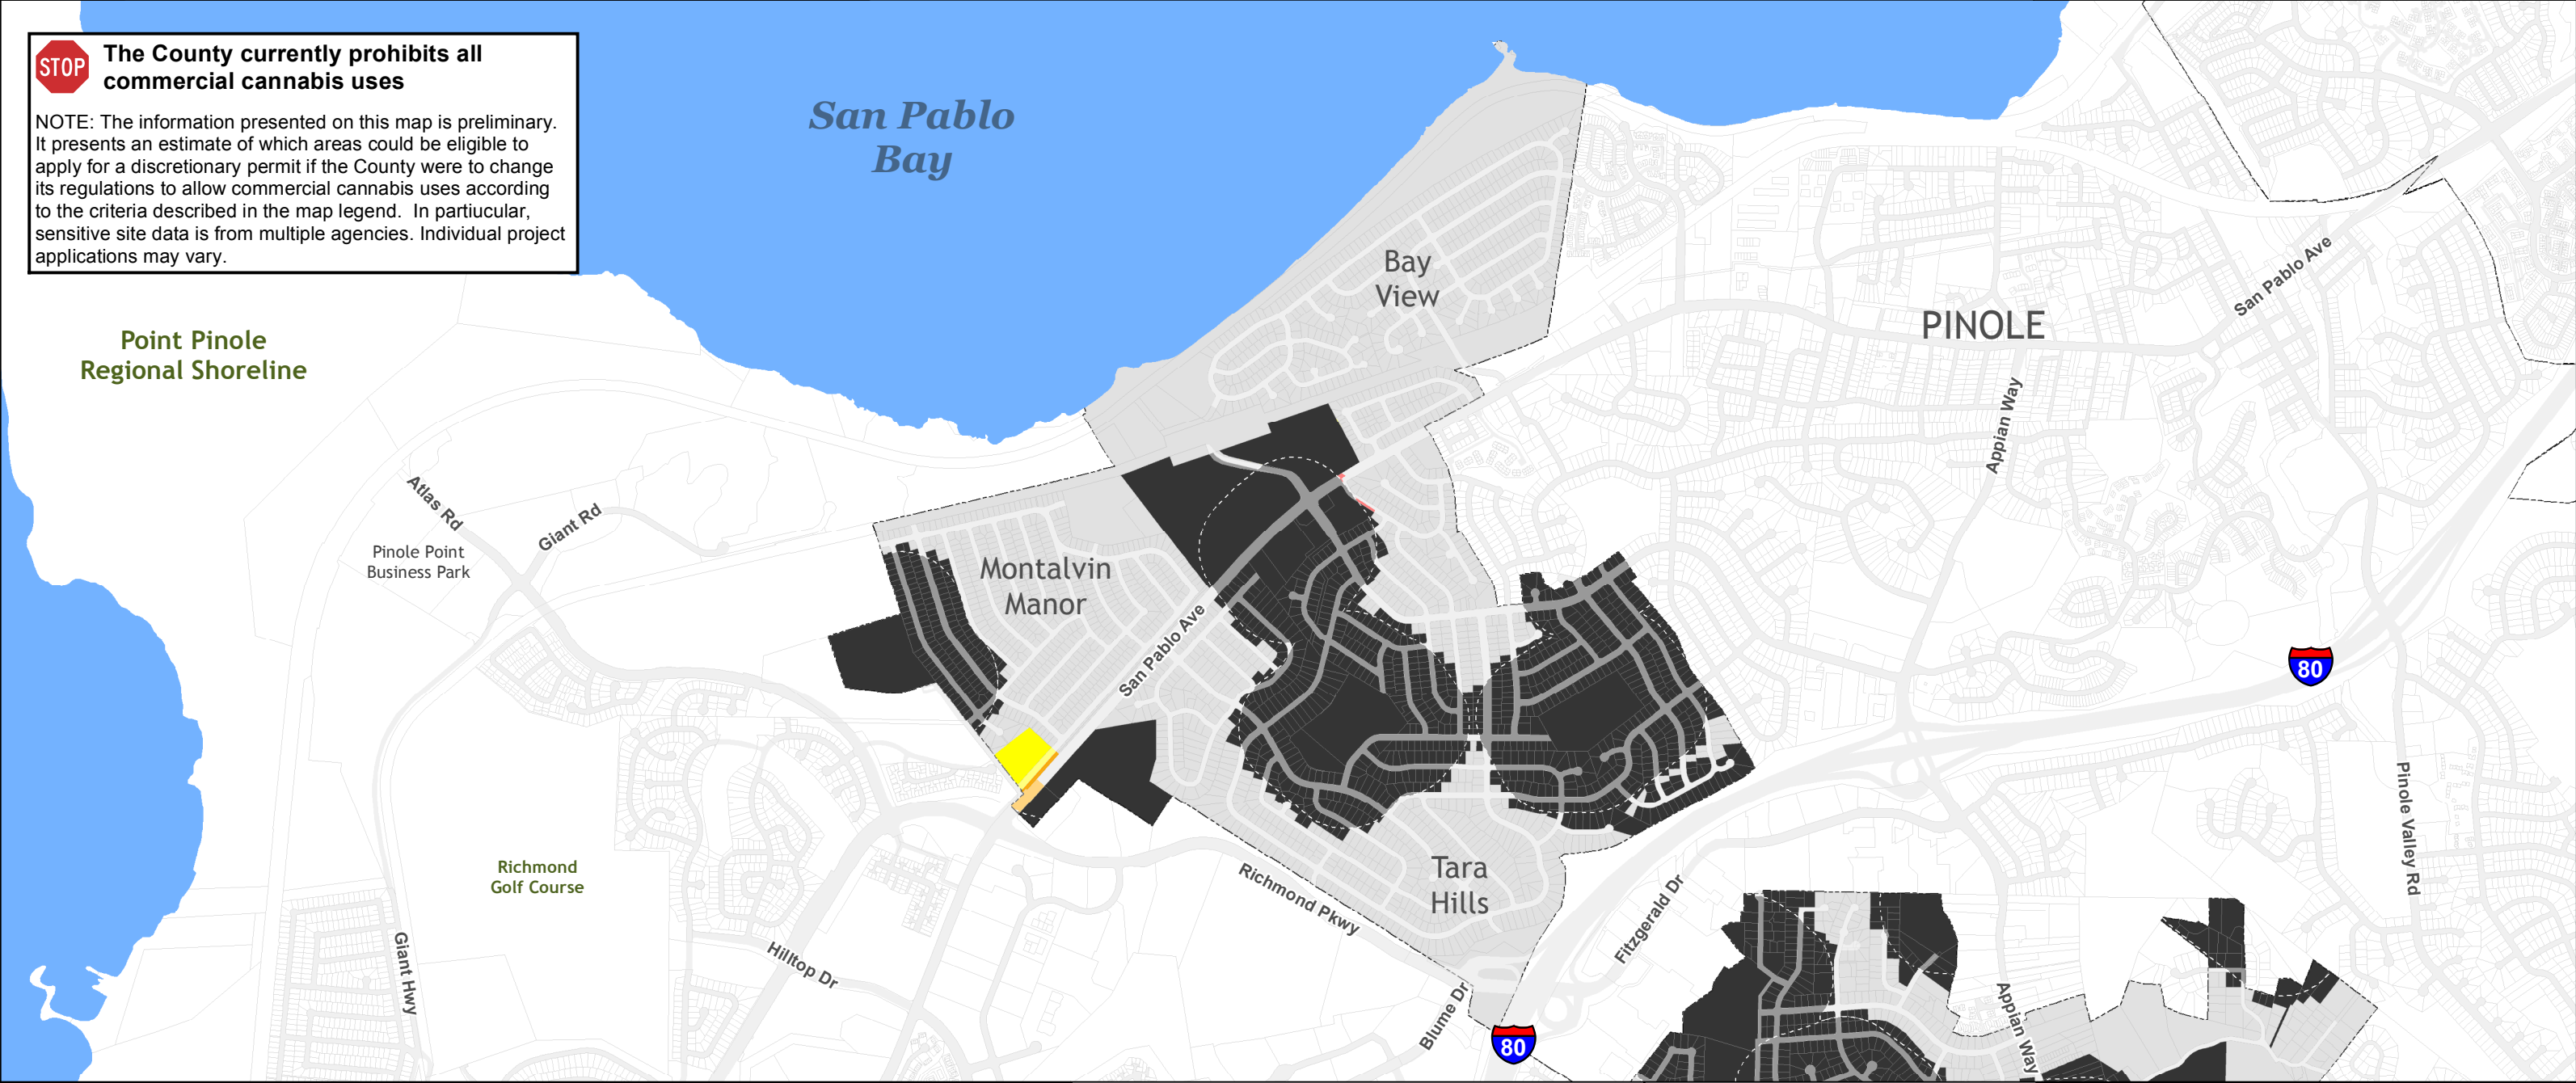 STOP
The County currently prohibits all
commercial cannabis uses
NOTE: The information presented on this map is preliminary.
It presents an estimate of which areas could be eligible to
apply for a discretionary permit if the County were to change
its regulations to allow commercial cannabis uses according
to the criteria described in the map legend.  In partiucular,
sensitive site data is from multiple agencies. Individual project
applications may vary.
San Pablo
Bay
Point Pinole
Regional Shoreline
Bay
View
PINOLE
San Pablo Ave
Appian Way
Atlas Rd
Giant Rd
Pinole Point
Business Park
Montalvin
Manor
San Pablo Ave
80
Pinole Valley Rd
Richmond
Golf Course
Tara
Hills
Richmond Pkwy
Fitzgerald Dr
Giant Hwy
Hilltop Dr
Blume Dr
80
Appian Way